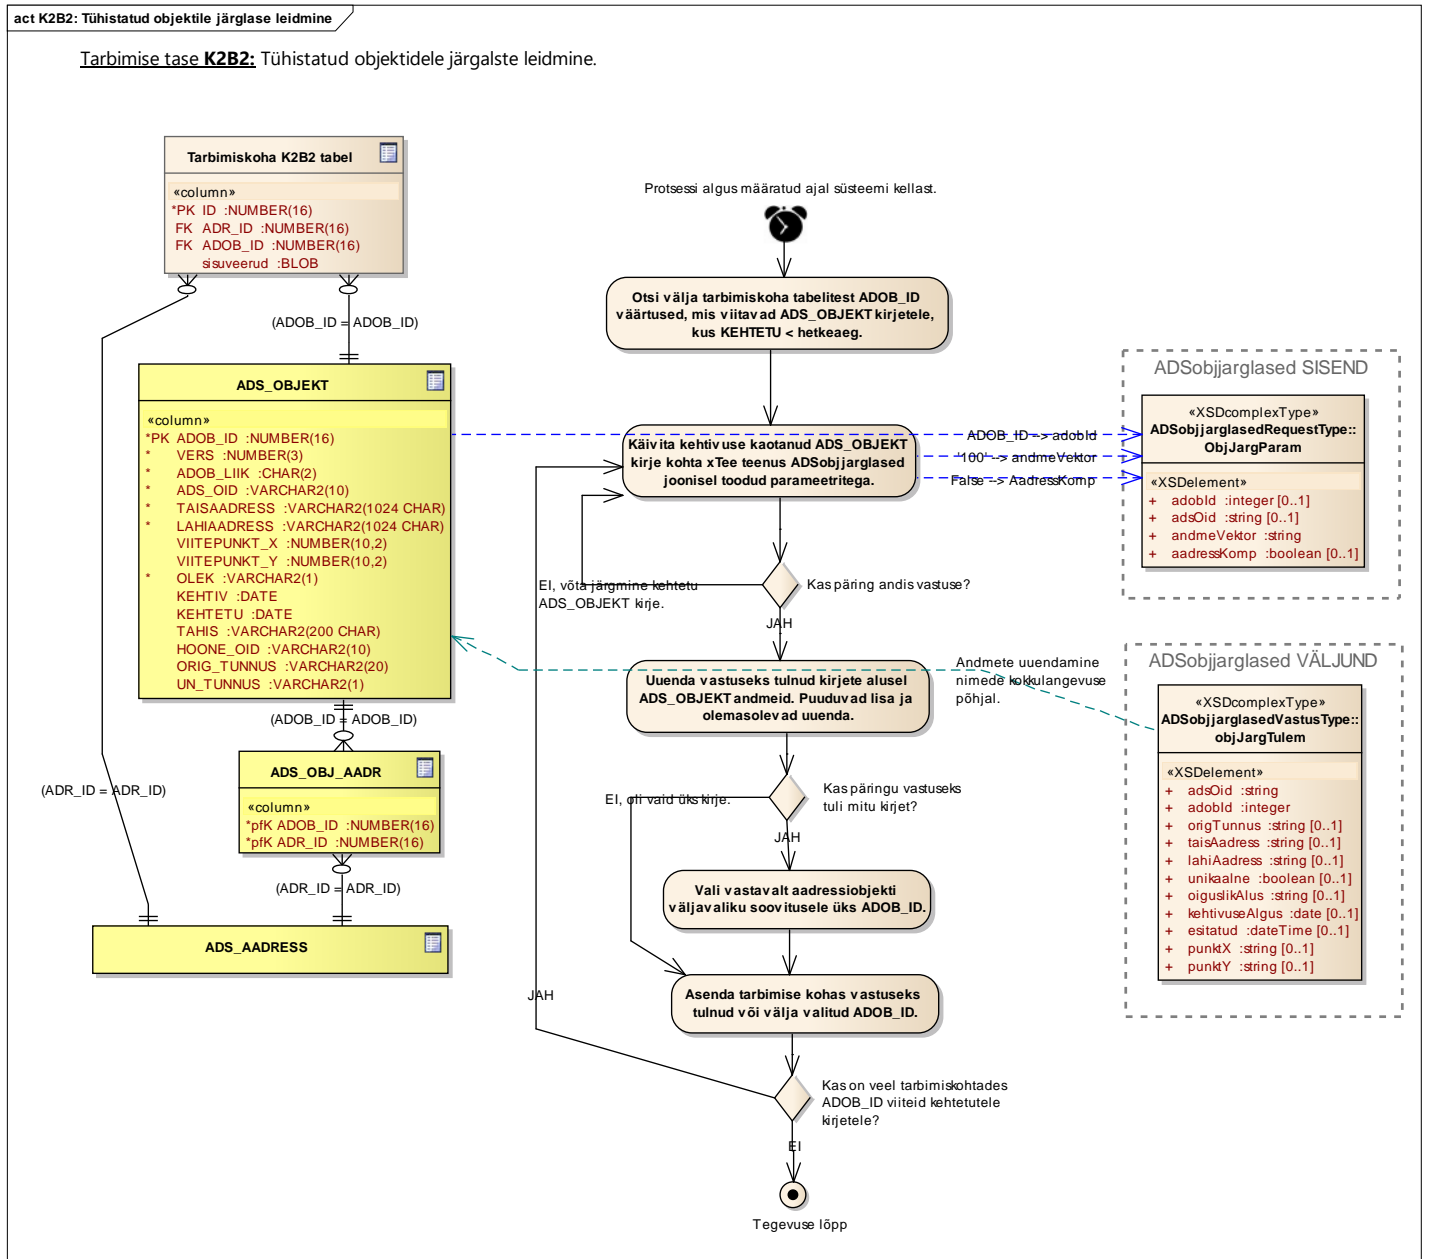 act K2B2: Tühistatud objektile järglase leidmine
Tarbimise tase K2B2: Tühistatud objektidele järgalste leidmine.
Tarbimiskoha K2B2 tabel
«column»
*PK ID :NUMBER(16)
FK ADR_ID :NUMBER(16)
FK ADOB_ID :NUMBER(16)
sisuveerud :BLOB
(ADOB_ID = ADOB_ID)
ADS_OBJEKT
«column»
*PK ADOB_ID :NUMBER(16)
* VERS :NUMBER(3)
* ADOB_LIIK :CHAR(2)
* ADS_OID :VARCHAR2(10)
* TAISAADRESS :VARCHAR2(1024 CHAR)
* LAHIAADRESS :VARCHAR2(1024 CHAR)
VIITEPUNKT_X :NUMBER(10,2)
VIITEPUNKT_Y :NUMBER(10,2)
* OLEK :VARCHAR2(1)
KEHTIV :DATE
KEHTETU :DATE
TAHIS :VARCHAR2(200 CHAR)
HOONE_OID :VARCHAR2(10)
ORIG_TUNNUS :VARCHAR2(20)
UN_TUNNUS :VARCHAR2(1)
(ADOB_ID = ADOB_ID)
ADS_OBJ_AADR
«column»
*pfK ADOB_ID :NUMBER(16)
*pfK ADR_ID :NUMBER(16)
(ADR_ID = ADR_ID)
(ADR_ID = ADR_ID)
ADS_AADRESS
Protsessi algus määratud ajal süsteemi kellast.
Otsi välja tarbimiskoha tabelitest ADOB_ID
väärtused, mis viitavad ADS_OBJEKT kirjetele,
kus KEHTETU < hetkeaeg.
Käivita kehtivuse kaotanud ADS_OBJEKT
kirje kohta xTee teenus ADSobjjarglased
joonisel toodud parameetritega.
EI, võta järgmine kehtetu
ADS_OBJEKT kirje.
Kas päring andis vastuse?
JAH
Uuenda vastuseks tulnud kirjete alusel
ADS_OBJEKT andmeid. Puuduvad lisa ja
olemasolevad uuenda.
EI, oli vaid üks kirje.
Kas päringu vastuseks
tuli mitu kirjet?
JAH
Vali vastavalt aadressiobjekti
väljavaliku soovitusele üks ADOB_ID.
Asenda tarbimise kohas vastuseks
tulnud või välja valitud ADOB_ID.
JAH
Kas on veel tarbimiskohtades
ADOB_ID viiteid kehtetutele
kirjetele?
EI
Tegevuse lõpp
ADOB_ID --> adobId
'100' --> andmeVektor
False --> AadressKomp
ADSobjjarglased SISEND
«XSDcomplexType»
ADSobjjarglasedRequestType::
ObjJargParam
«XSDelement»
+ adobId :integer [0..1]
+ adsOid :string [0..1]
+ andmeVektor :string
+ aadressKomp :boolean [0..1]
Andmete uuendamine
nimede kokkulangevuse
põhjal.
ADSobjjarglased VÄLJUND
«XSDcomplexType»
ADSobjjarglasedVastusType::
objJargTulem
«XSDelement»
+ adsOid :string
+ adobId :integer
+ origTunnus :string [0..1]
+ taisAadress :string [0..1]
+ lahiAadress :string [0..1]
+ unikaalne :boolean [0..1]
+ oiguslikAlus :string [0..1]
+ kehtivuseAlgus :date [0..1]
+ esitatud :dateTime [0..1]
+ punktX :string [0..1]
+ punktY :string [0..1]